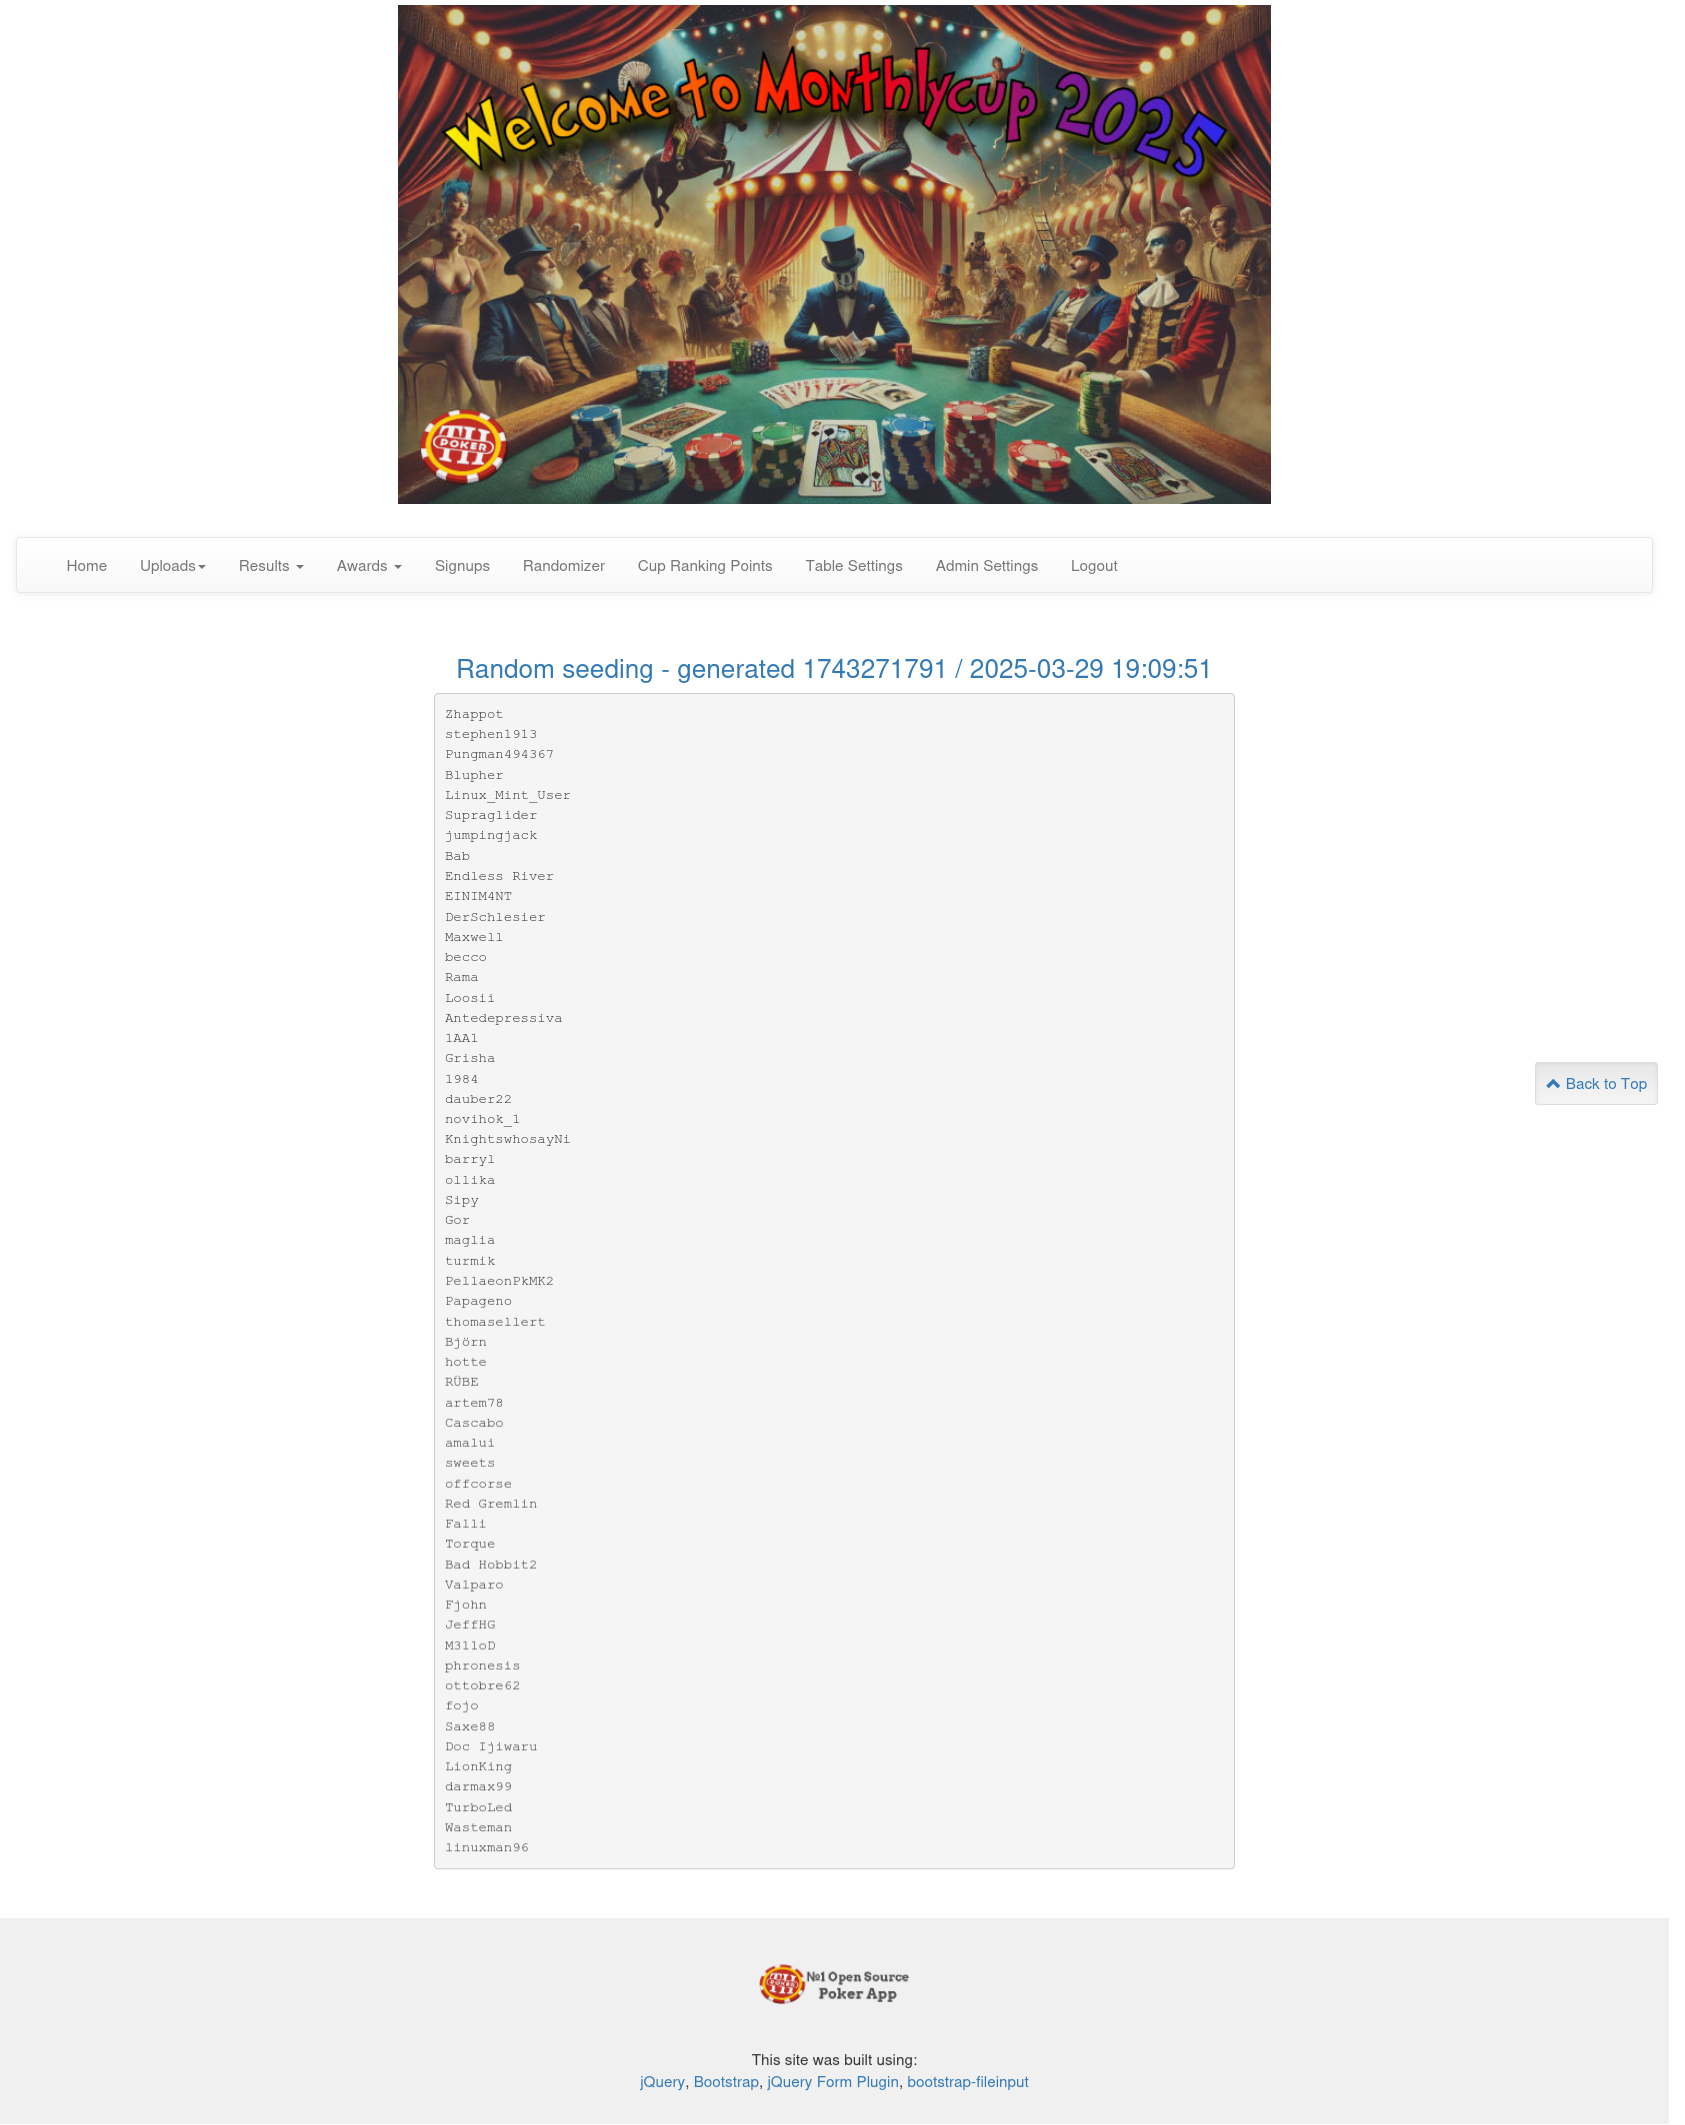 Welcome to Monthlycup 2025
POKER
Home Uploads Results Awards Signups Randomizer Cup Ranking Points Table Settings Admin Settings Logout
Random seeding - generated 1743271791 / 2025-03-29 19:09:51
Zhappot
stephen1913
Pungman494367
Blupher
Linux_Mint_User
Supraglider
jumpingjack
Bab
Endless River
EINIM4NT
DerSchlesier
Maxwell
becco
Rama
Loosii
Antedepressiva
1AA1
Grisha
1984
dauber22
novihok_1
KnightswhosayNi
barryl
ollika
Sipy
Gor
maglia
turmik
PellaeonPkMK2
Papageno
thomasellert
Björn
hotte
RÜBE
artem78
Cascabo
amalui
sweets
offcorse
Red Gremlin
Falli
Torque
Bad Hobbit2
Valparo
Fjohn
JeffHG
M3lloD
phronesis
ottobre62
fojo
Saxe88
Doc Ijiwaru
LionKing
darmax99
TurboLed
Wasteman
linuxman96
Back to Top
POKER
№1 Open Source
Poker App
This site was built using:
jQuery, Bootstrap, jQuery Form Plugin, bootstrap-fileinput